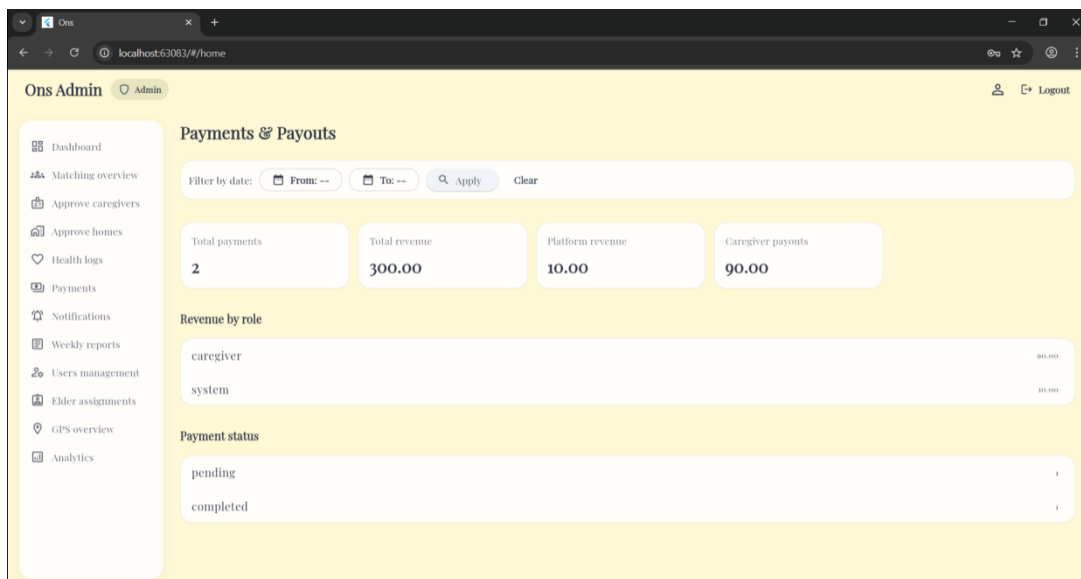 Ons
localhost:63083/#/home
Ons Admin Admin Logout
Dashboard
Matching overview
Approve caregivers
Approve homes
Health logs
Payments
Notifications
Weekly reports
Users management
Elder assignments
GPS overview
Analytics
Payments & Payouts
Filter by date: From: -- To: -- Apply Clear
Total payments
2
Total revenue
300.00
Platform revenue
10.00
Caregiver payouts
90.00
Revenue by role
caregiver 90.00
system 10.00
Payment status
pending 1
completed 1